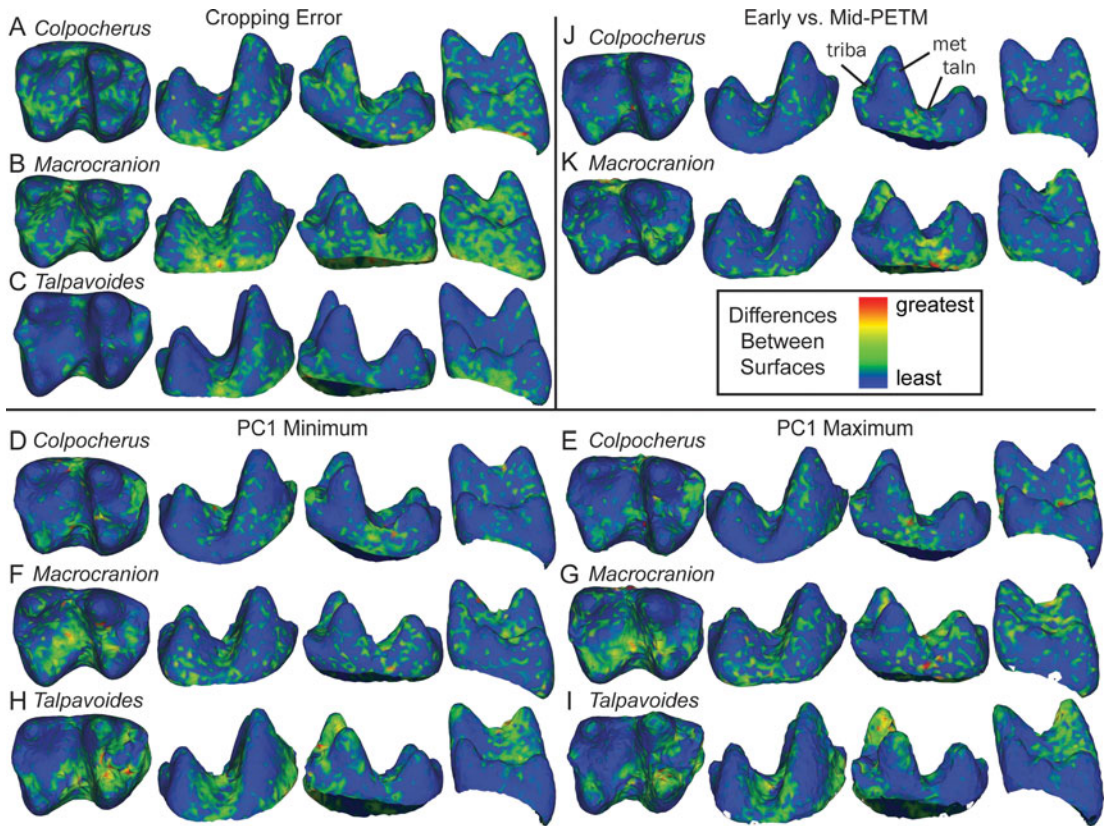 Cropping Error
A Colpocherus
B Macrocranion
C Talpavoides
Early vs. Mid-PETM
J Colpocherus
triba
met
taln
K Macrocranion
Differences
Between
Surfaces
greatest
least
PC1 Minimum
D Colpocherus
F Macrocranion
H Talpavoides
PC1 Maximum
E Colpocherus
G Macrocranion
I Talpavoides